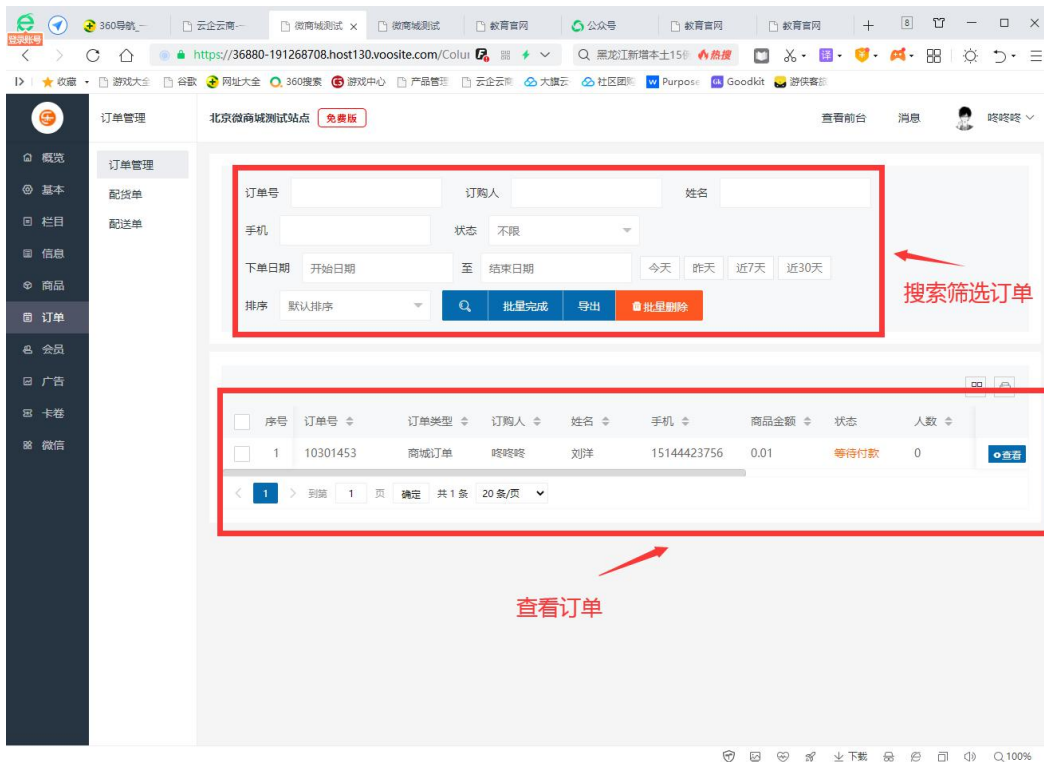 360导航_一
云企云商一
微商城测试
微商城测试
教育官网
公众号
教育官网
教育官网
8
登录账号
https://36880-191268708.host130.voosite.com/Colu
黑龙江新增本土15例
热搜
收藏
游戏大全
谷歌
网址大全
360搜索
游戏中心
产品管理
云企云商
大旗云
社区团购
Purpose
Goodkit
游侠客旅
订单管理
北京微商城测试站点
免费版
查看前台
消息
咚咚咚
概览
基本
栏目
信息
商品
订单
会员
广告
卡卷
微信
订单管理
配货单
配送单
订单号
订购人
姓名
手机
状态
不限
下单日期
开始日期
至
结束日期
今天
昨天
近7天
近30天
排序
默认排序
批量完成
导出
批量删除
搜索筛选订单
序号
订单号
订单类型
订购人
姓名
手机
商品金额
状态
人数
1
10301453
商城订单
咚咚咚
刘洋
15144423756
0.01
等待付款
0
查看
1
到第
1
页
确定
共1条
20条/页
查看订单
下载
100%